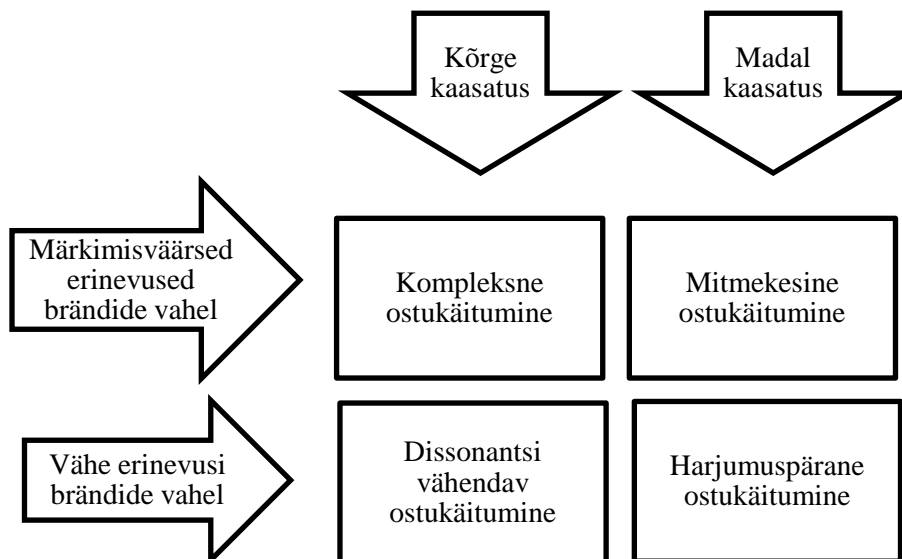 Kõrge
kaasatus
Madal
kaasatus
Märkimisväärsed
erinevused
brändide vahel
Kompleksne
ostukäitumine
Mitmekesine
ostukäitumine
Vähe erinevusi
brändide vahel
Dissonantsi
vähendav
ostukäitumine
Harjumuspärane
ostukäitumine